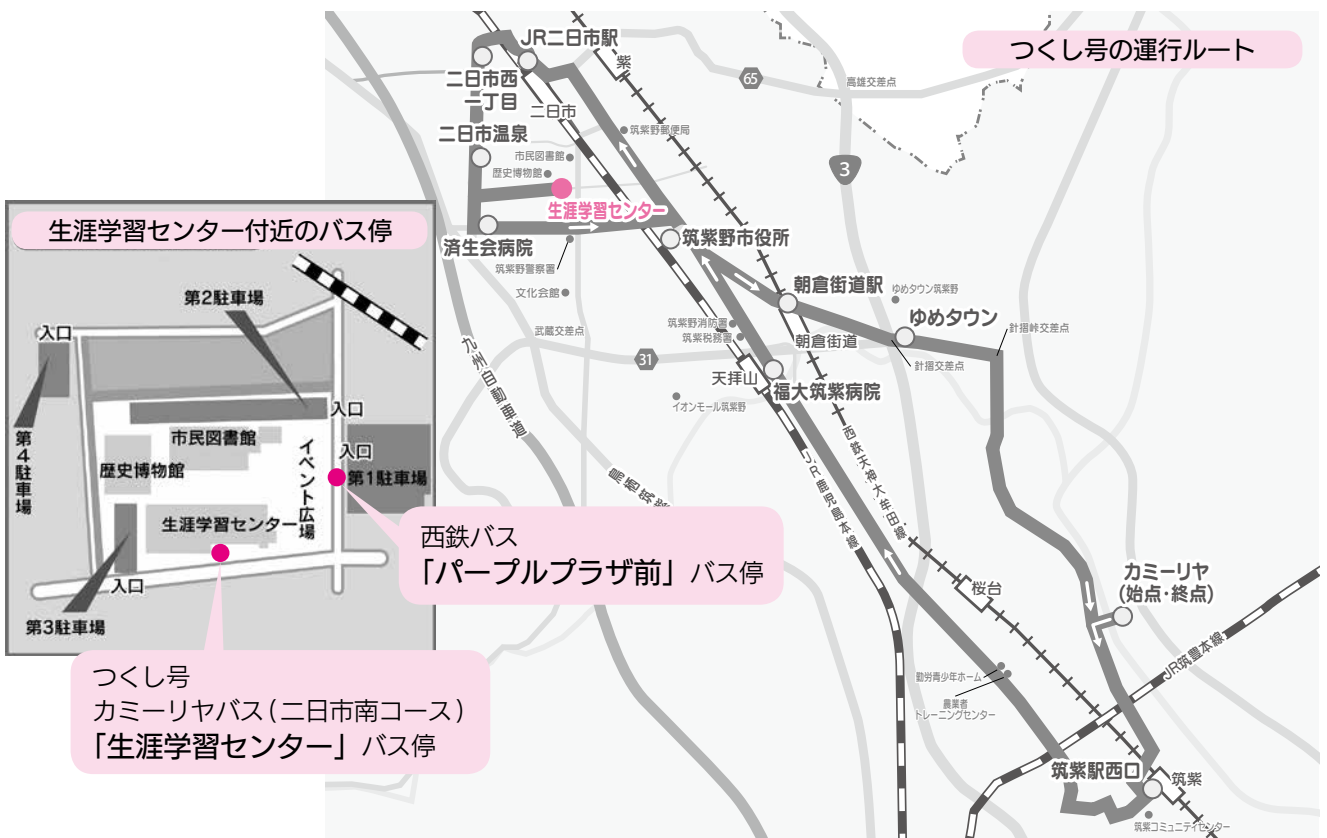 つくし号の運行ルート
JR二日市駅
紫
65
高雄交差点
二日市西
一丁目
二日市
筑紫野郵便局
二日市温泉
市民図書館
歴史博物館
3
生涯学習センター
済生会病院
筑紫野市役所
筑紫野警察署
文化会館
朝倉街道駅
ゆめタウン筑紫野
ゆめタウン
武蔵交差点
筑紫野消防署
筑紫税務署
朝倉街道
針摺峠交差点
31
針摺交差点
天拝山
福大筑紫病院
イオンモール筑紫野
九州自動車道
西鉄天神大牟田線
JR鹿児島本線
鳥栖筑紫
桜台
カミーリヤ
(始点・終点)
JR筑豊本線
勤労青少年ホーム
農業者
トレーニングセンター
筑紫駅西口
筑紫
筑紫コミュニティセンター
生涯学習センター付近のバス停
第2駐車場
入口
第4駐車場
入口
市民図書館
入口
歴史博物館
イベント広場
第1駐車場
生涯学習センター
入口
第3駐車場
西鉄バス
「パープルプラザ前」バス停
つくし号
カミーリヤバス(二日市南コース)
「生涯学習センター」バス停